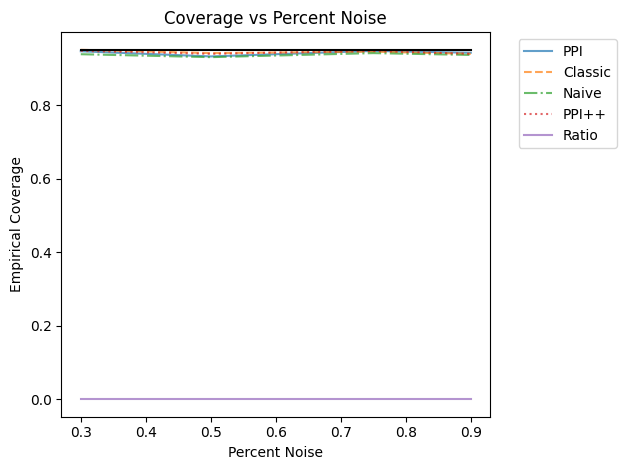 Coverage vs Percent Noise
Empirical Coverage
0.8
0.6
0.4
0.2
0.0
0.3
0.4
0.5
0.6
0.7
0.8
0.9
Percent Noise
PPI
Classic
Naive
PPI++
Ratio